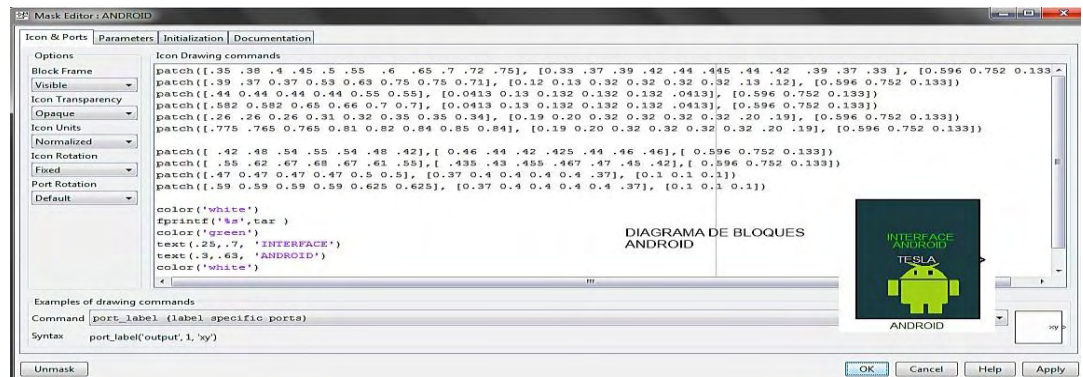 Mask Editor : ANDROID
Icon & Ports Parameters Initialization Documentation
Options
Block Frame
Visible
Icon Transparency
Opaque
Icon Units
Normalized
Icon Rotation
Fixed
Port Rotation
Default
Icon Drawing commands
patch([.35 .38 .4 .45 .5 .55 .6 .65 .7 .72 .75], [0.33 .37 .39 .42 .44 .445 .44 .42 .39 .37 .33 ], [0.596 0.752 0.133
patch([.39 .37 0.37 0.53 0.63 0.75 0.75 0.71], [0.12 0.13 0.32 0.32 0.32 0.32 .13 .12], [0.596 0.752 0.133])
patch([.44 0.44 0.44 0.44 0.55 0.55], [0.0413 0.13 0.132 0.132 0.132 .0413], [0.596 0.752 0.133])
patch([.582 0.582 0.65 0.66 0.7 0.7], [0.0413 0.13 0.132 0.132 0.132 .0413], [0.596 0.752 0.133])
patch([.26 .26 0.26 0.31 0.32 0.35 0.35 0.34], [0.19 0.20 0.32 0.32 0.32 0.32 .20 .19], [0.596 0.752 0.133])
patch([.775 .765 0.765 0.81 0.82 0.84 0.85 0.84], [0.19 0.20 0.32 0.32 0.32 0.32 .20 .19], [0.596 0.752 0.133])
patch([ .42 .48 .54 .55 .54 .48 .42],[ 0.46 .44 .42 .425 .44 .46 .46],[ 0.596 0.752 0.133])
patch([ .55 .62 .67 .68 .67 .61 .55],[ .435 .43 .455 .467 .47 .45 .42],[ 0.596 0.752 0.133])
patch([.47 0.47 0.47 0.47 0.5 0.5], [0.37 0.4 0.4 0.4 0.4 .37], [0.1 0.1 0.1])
patch([.59 0.59 0.59 0.59 0.625 0.625], [0.37 0.4 0.4 0.4 0.4 .37], [0.1 0.1 0.1])
color('white')
fprintf('%s',tar )
color('green')
text(.25,.7, 'INTERFACE')
text(.3,.63, 'ANDROID')
color('white')
DIAGRAMA DE BLOQUES
ANDROID
INTERFACE
ANDROID
TESLA
ANDROID
Examples of drawing commands
Command port_label (label specific ports)
Syntax port_label('output', 1, 'xy')
xy
Unmask OK Cancel Help Apply